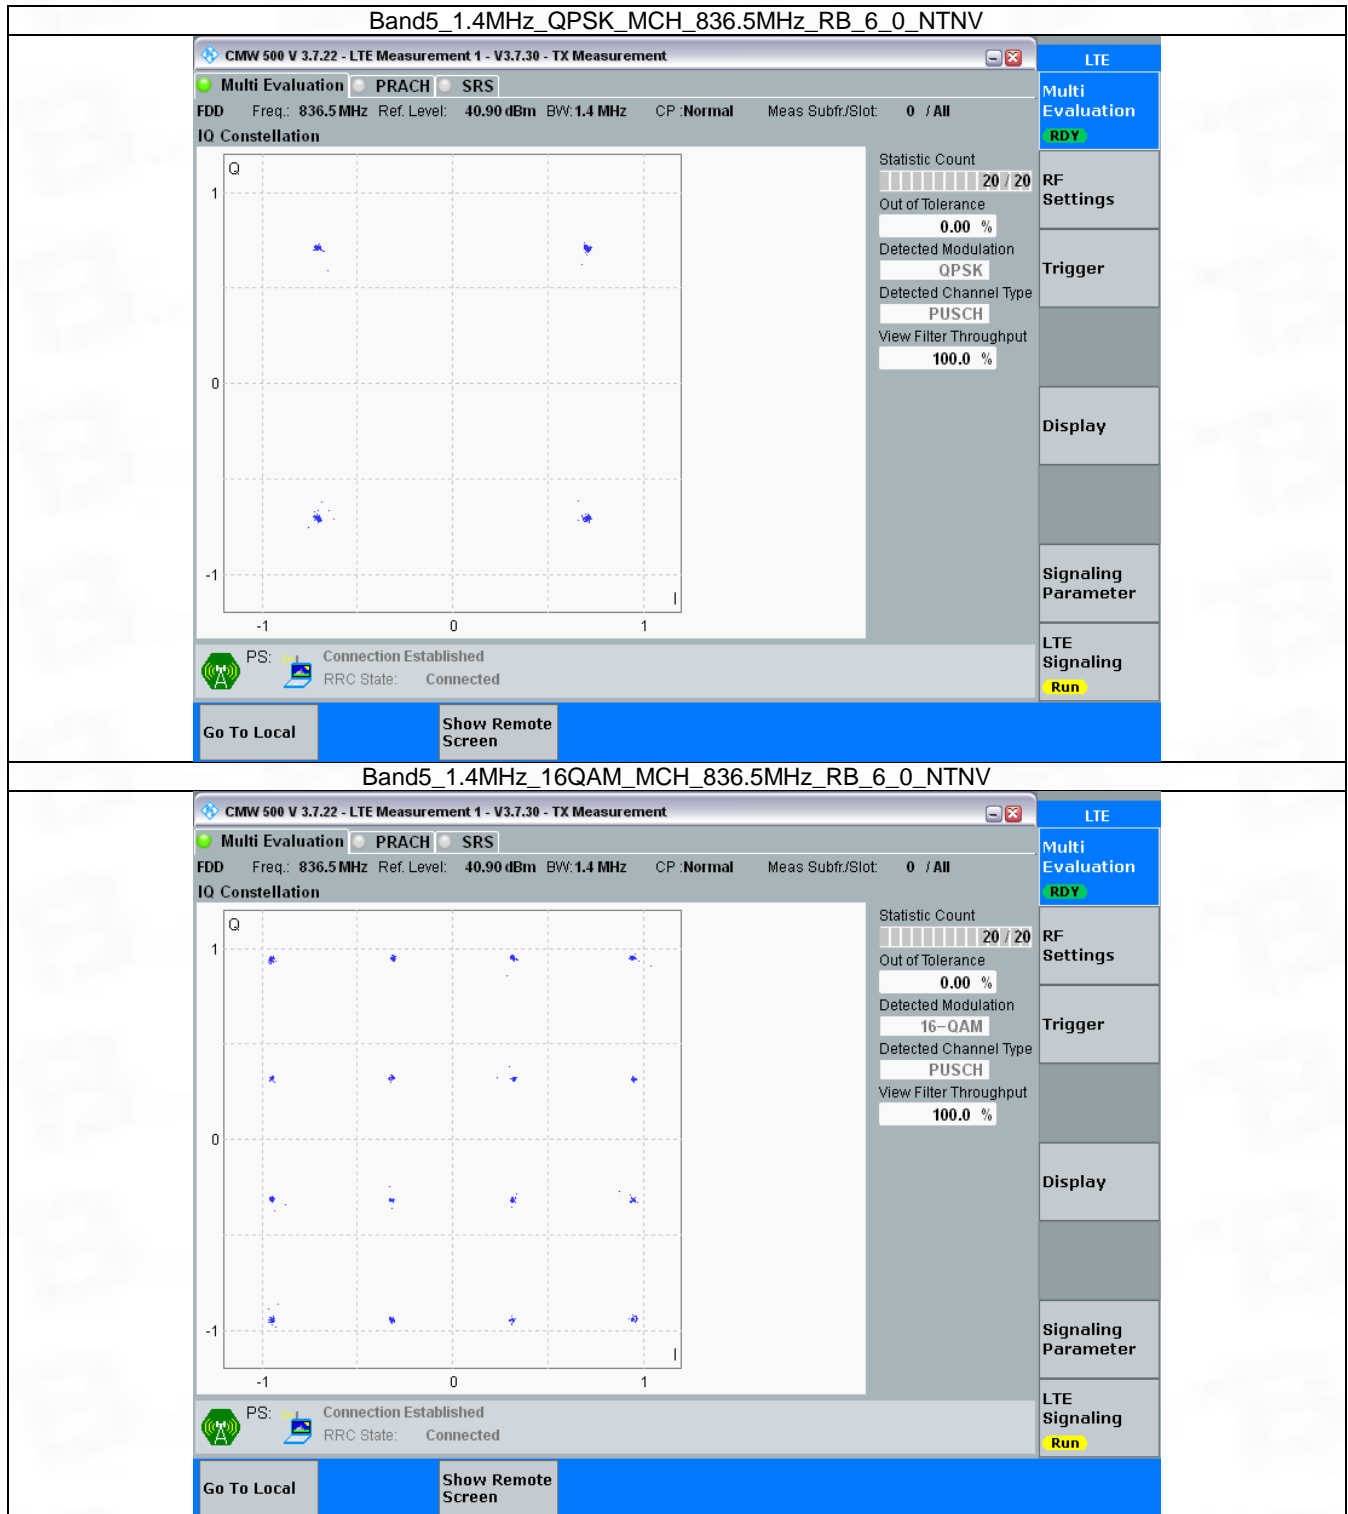 Band5_1.4MHz_QPSK_MCH_836.5MHz_RB_6_0_NTNV
CMW 500 V 3.7.22 - LTE Measurement 1 - V3.7.30 - TX Measurement
LTE
Multi Evaluation PRACH SRS
Multi
Evaluation
RDY
FDD Freq.: 836.5 MHz Ref. Level: 40.90 dBm BW: 1.4 MHz CP : Normal Meas Subfr./Slot: 0 / All
IQ Constellation
Q
1
0
-1
I
-1 0 1
Statistic Count
20 / 20
Out of Tolerance
0.00 %
Detected Modulation
QPSK
Detected Channel Type
PUSCH
View Filter Throughput
100.0 %
RF
Settings
Trigger
Display
Signaling
Parameter
LTE
Signaling
Run
PS: Connection Established
RRC State: Connected
Go To Local
Show Remote
Screen
Band5_1.4MHz_16QAM_MCH_836.5MHz_RB_6_0_NTNV
CMW 500 V 3.7.22 - LTE Measurement 1 - V3.7.30 - TX Measurement
LTE
Multi Evaluation PRACH SRS
Multi
Evaluation
RDY
FDD Freq.: 836.5 MHz Ref. Level: 40.90 dBm BW: 1.4 MHz CP : Normal Meas Subfr./Slot: 0 / All
IQ Constellation
Q
1
0
-1
I
-1 0 1
Statistic Count
20 / 20
Out of Tolerance
0.00 %
Detected Modulation
16-QAM
Detected Channel Type
PUSCH
View Filter Throughput
100.0 %
RF
Settings
Trigger
Display
Signaling
Parameter
LTE
Signaling
Run
PS: Connection Established
RRC State: Connected
Go To Local
Show Remote
Screen